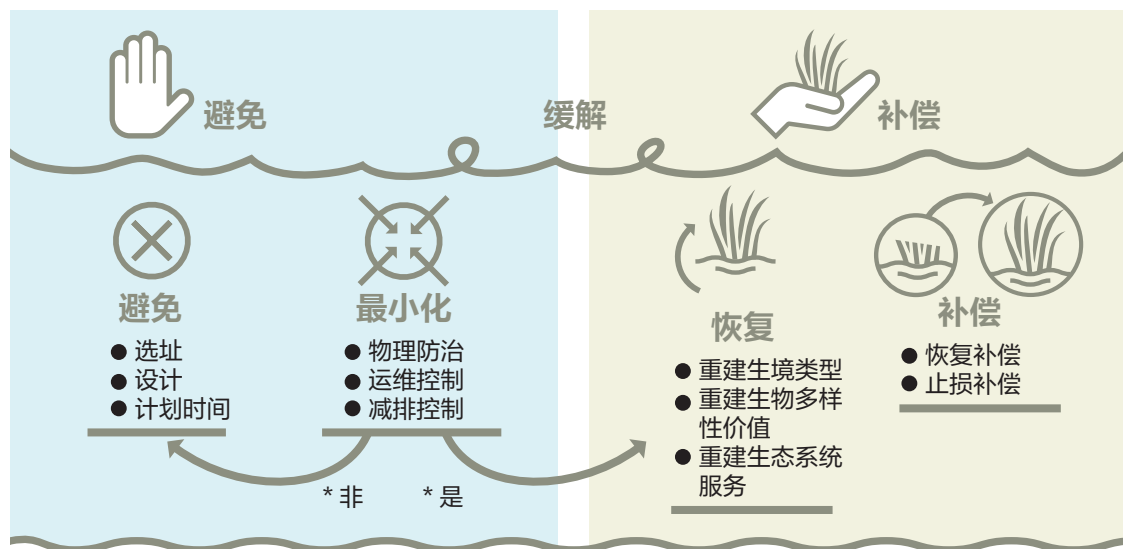 避免
缓解
补偿
避免
● 选址
● 设计
● 计划时间
最小化
● 物理防治
● 运维控制
● 减排控制
* 非
* 是
恢复
● 重建生境类型
● 重建生物多样
性价值
● 重建生态系统
服务
补偿
● 恢复补偿
● 止损补偿